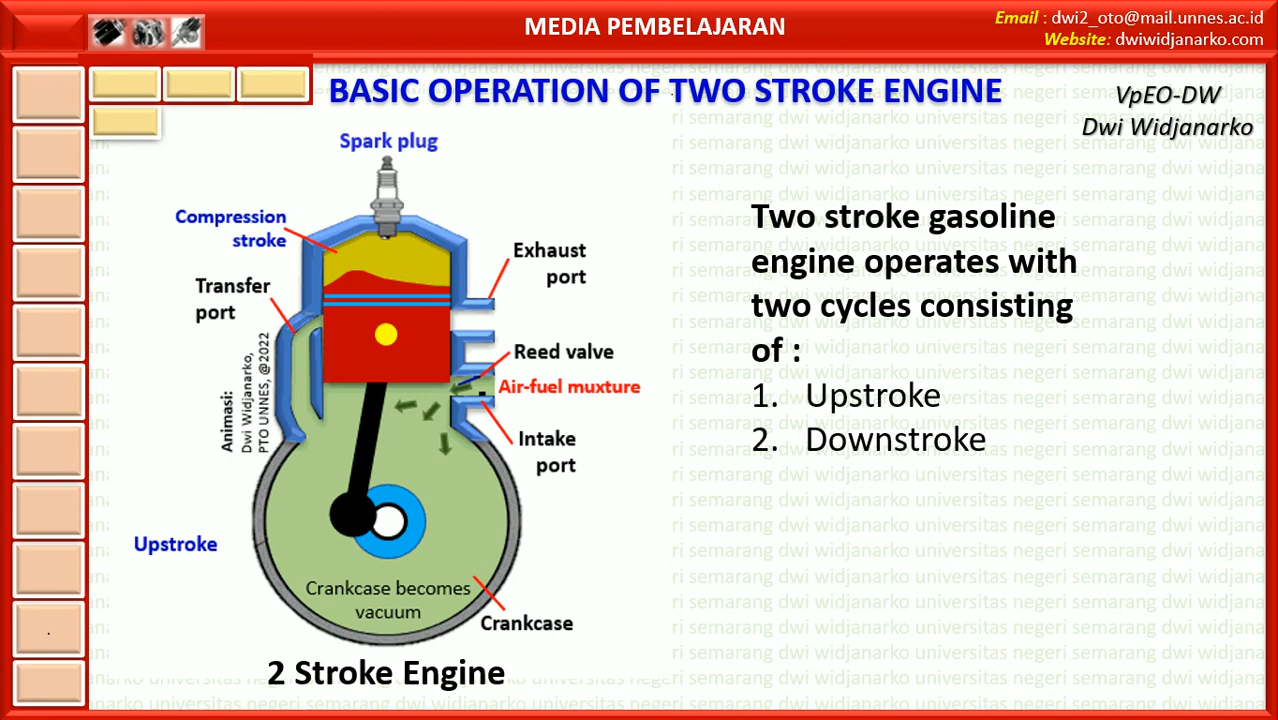 MEDIA PEMBELAJARAN
Email : dwi2_oto@mail.unnes.ac.id
Website: dwiwidjanarko.com
BASIC OPERATION OF TWO STROKE ENGINE
VpEO-DW
Dwi Widjanarko
Spark plug
Compression
stroke
Exhaust
port
Transfer
port
Reed valve
Air-fuel muxture
Intake
port
Animasi:
Dwi Widjanarko,
PTO UNNES, @2022
Upstroke
Crankcase becomes
vacuum
Crankcase
2 Stroke Engine
Two stroke gasoline
engine operates with
two cycles consisting
of :
1. Upstroke
2. Downstroke